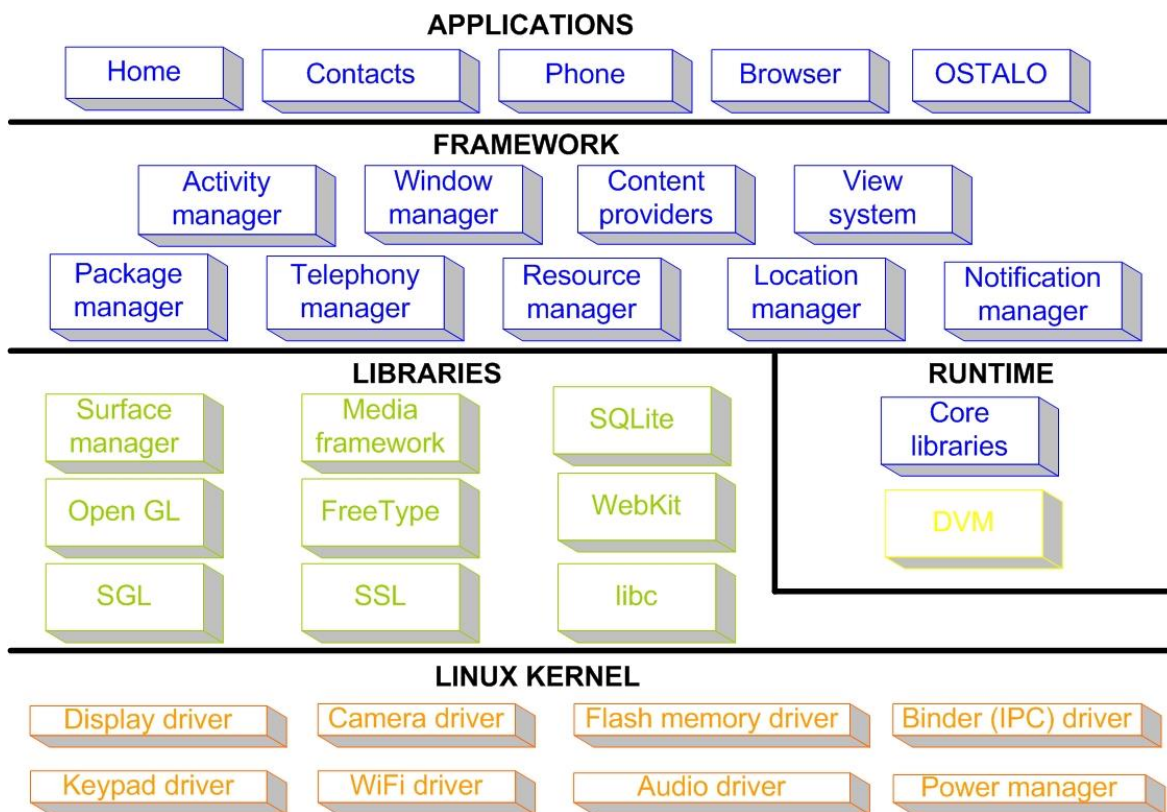 APPLICATIONS
Home
Contacts
Phone
Browser
OSTALO
FRAMEWORK
Activity
manager
Window
manager
Content
providers
View
system
Package
manager
Telephony
manager
Resource
manager
Location
manager
Notification
manager
LIBRARIES
Surface
manager
Media
framework
SQLite
Open GL
FreeType
WebKit
SGL
SSL
libc
RUNTIME
Core
libraries
DVM
LINUX KERNEL
Display driver
Camera driver
Flash memory driver
Binder (IPC) driver
Keypad driver
WiFi driver
Audio driver
Power manager